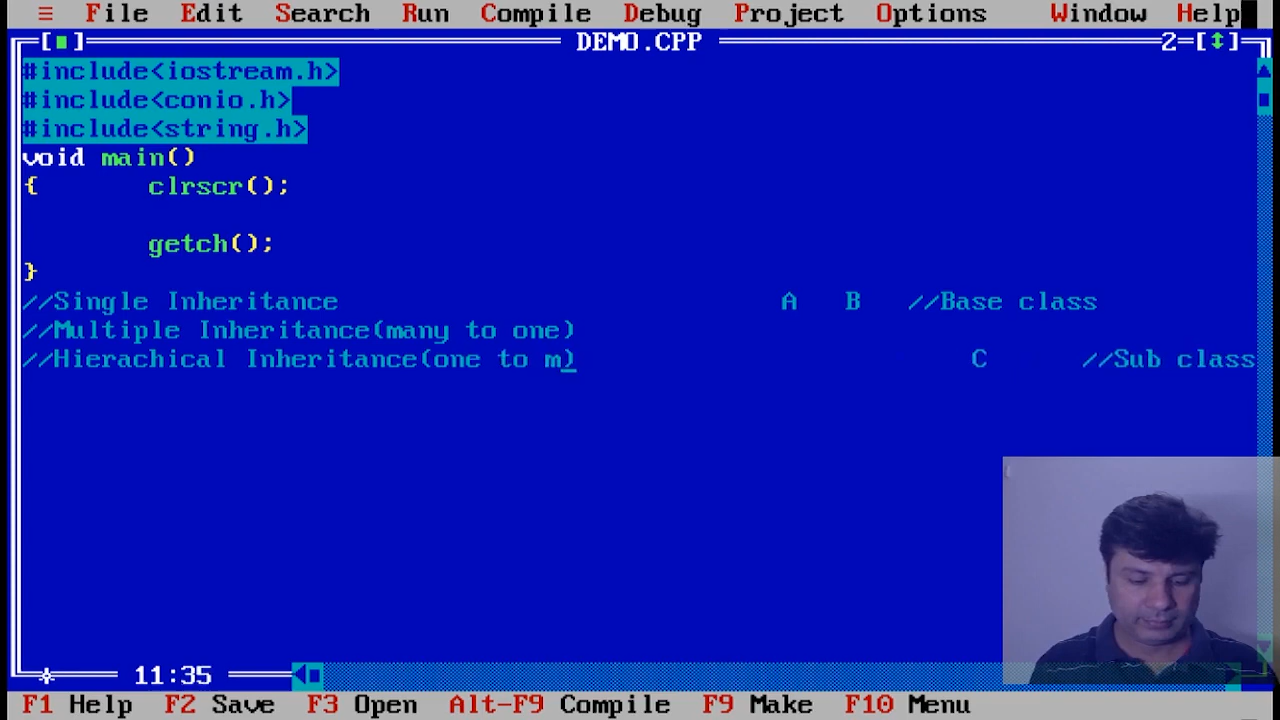 ≡ File Edit Search Run Compile Debug Project Options Window Help
[■] DEMO.CPP 2=[↕]
#include<iostream.h>
#include<conio.h>
#include<string.h>
void main()
{ clrscr();
getch();
}
//Single Inheritance A B //Base class
//Multiple Inheritance(many to one)
//Hierachical Inheritance(one to m) C //Sub class
11:35
F1 Help F2 Save F3 Open Alt-F9 Compile F9 Make F10 Menu